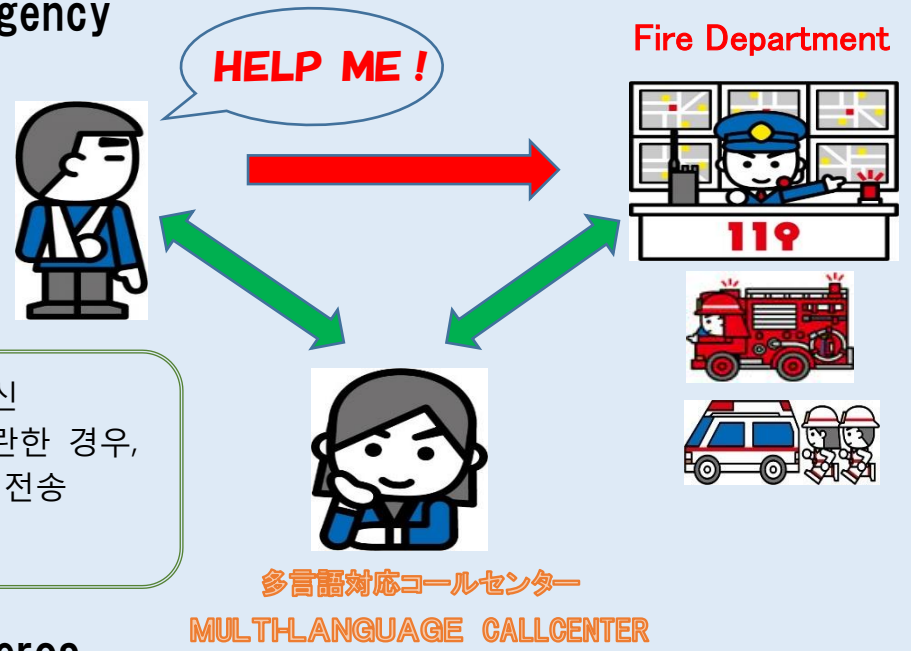 gency
HELP ME!
Fire Department
119
신
란한 경우,
전송
多言語対応コールセンター
MULTI-LANGUAGE CALLCENTER